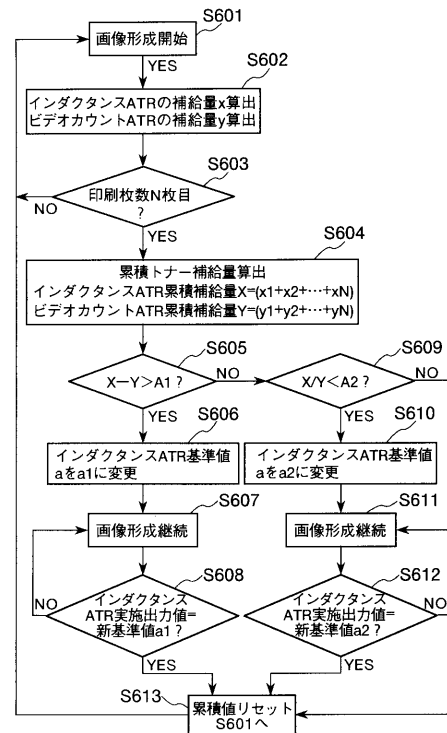 S601
画像形成開始
YES
S602
インダクタンスATRの補給量x算出
ビデオカウントATRの補給量y算出
S603
印刷枚数N枚目
?
NO
YES
S604
累積トナー補給量算出
インダクタンスATR累積補給量X=(x1+x2+…+xN)
ビデオカウントATR累積補給量Y=(y1+y2+…+yN)
S605
X−Y>A1?
NO
YES
S609
X/Y<A2?
NO
YES
S606
インダクタンスATR基準値
aをa1に変更
S610
インダクタンスATR基準値
aをa2に変更
S607
画像形成継続
S611
画像形成継続
S608
インダクタンス
ATR実施出力値=
新基準値a1?
NO
YES
S612
インダクタンス
ATR実施出力値=
新基準値a2?
NO
YES
S613
累積値リセット
S601へ